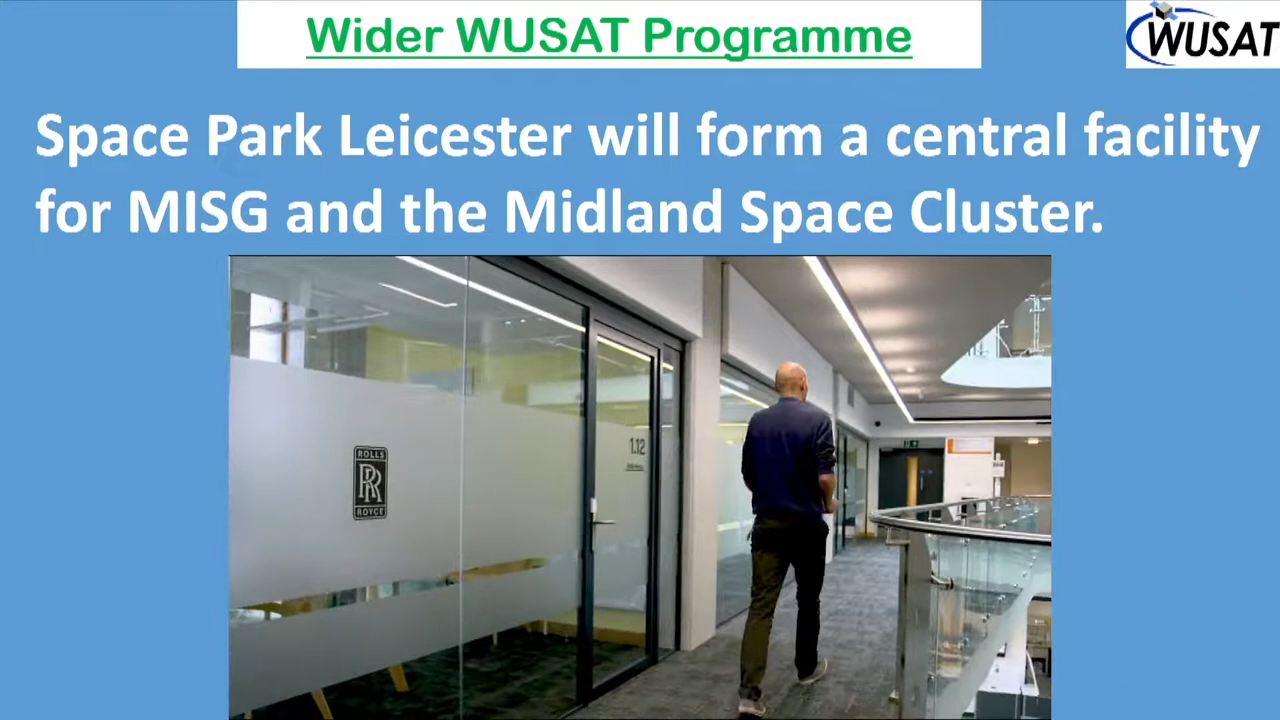 Wider WUSAT Programme
WUSAT
Space Park Leicester will form a central facility
for MISG and the Midland Space Cluster.
ROLLS
RR
ROYCE
1.12